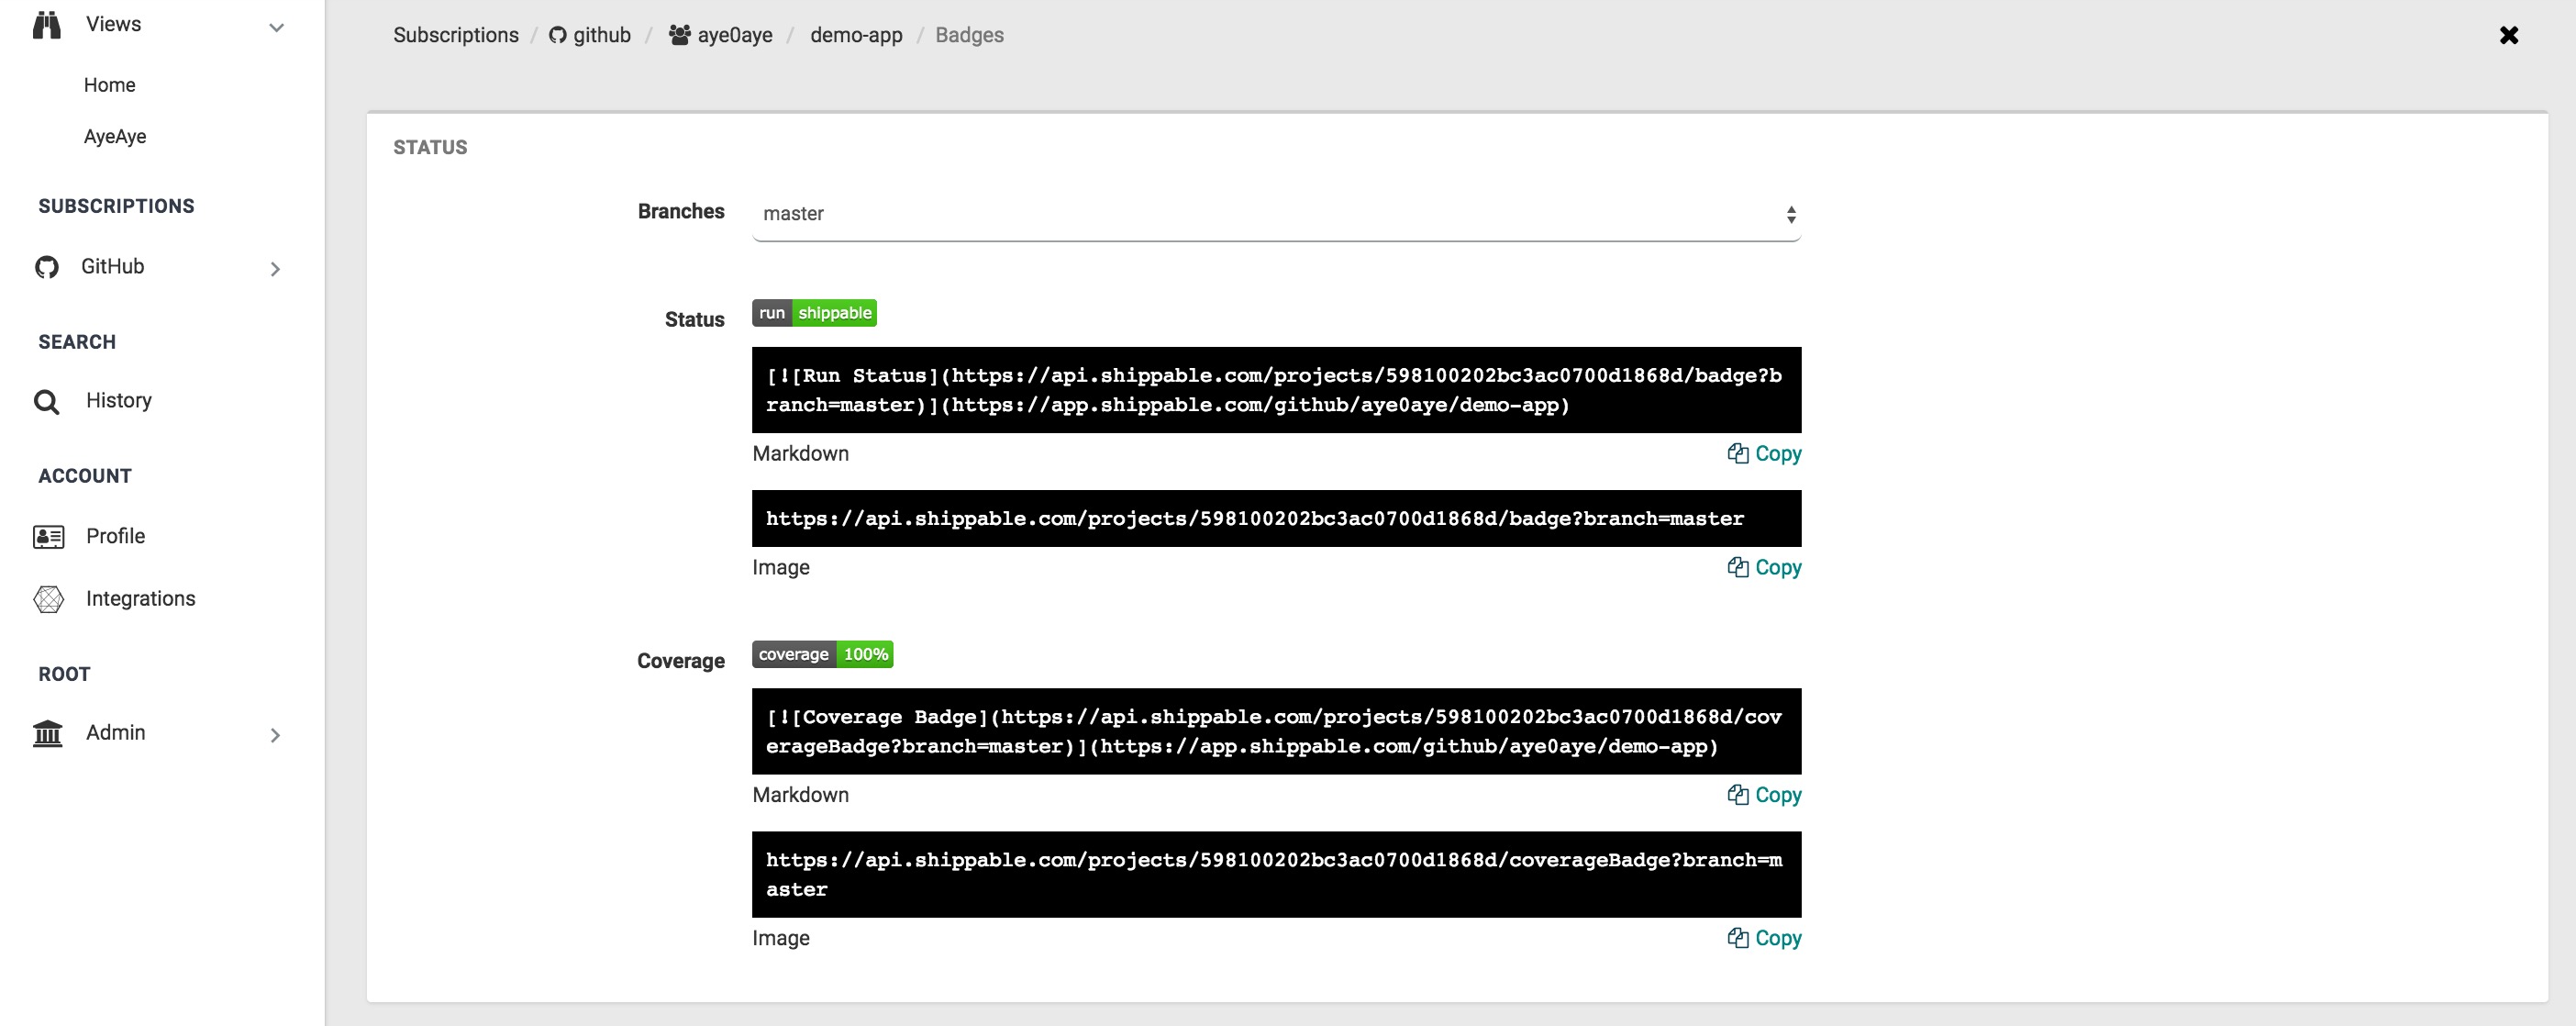 Views
Home
AyeAye
SUBSCRIPTIONS
GitHub
SEARCH
History
ACCOUNT
Profile
Integrations
ROOT
Admin
Subscriptions / github / aye0aye / demo-app / Badges
STATUS
Branches master
Status run shippable
[![Run Status](https://api.shippable.com/projects/598100202bc3ac0700d1868d/badge?b
ranch=master)](https://app.shippable.com/github/aye0aye/demo-app)
Markdown Copy
https://api.shippable.com/projects/598100202bc3ac0700d1868d/badge?branch=master
Image Copy
Coverage coverage 100%
[![Coverage Badge](https://api.shippable.com/projects/598100202bc3ac0700d1868d/cov
erageBadge?branch=master)](https://app.shippable.com/github/aye0aye/demo-app)
Markdown Copy
https://api.shippable.com/projects/598100202bc3ac0700d1868d/coverageBadge?branch=m
aster
Image Copy